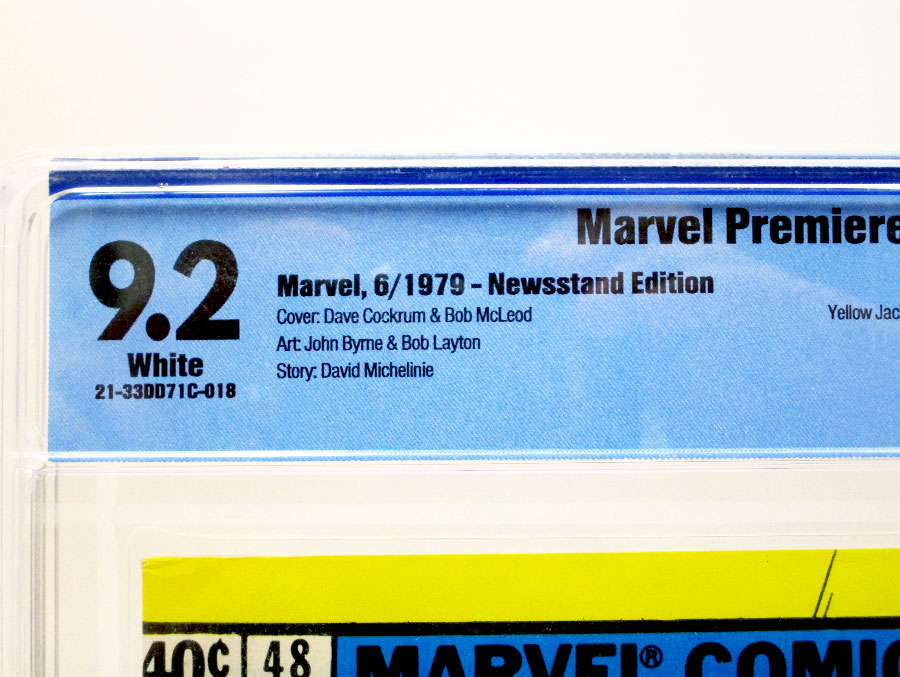 Marvel Premiere
9.2
White
21-33DD71C-018
Marvel, 6/1979 - Newsstand Edition
Cover: Dave Cockrum & Bob McLeod
Art: John Byrne & Bob Layton
Story: David Michelinie
Yellow Jac
40¢ 48 MARVEL® COMIC